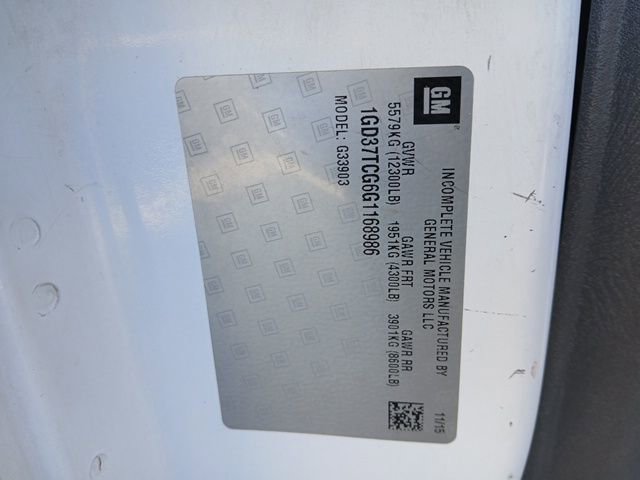 GM
INCOMPLETE VEHICLE MANUFACTURED BY
GENERAL MOTORS LLC
11/15
GVWR GAWR FRT GAWR RR
5579KG (12300LB) 1951KG (4300LB) 3901KG (8600LB)
1GD37TCG6G1168986
MODEL: G33903